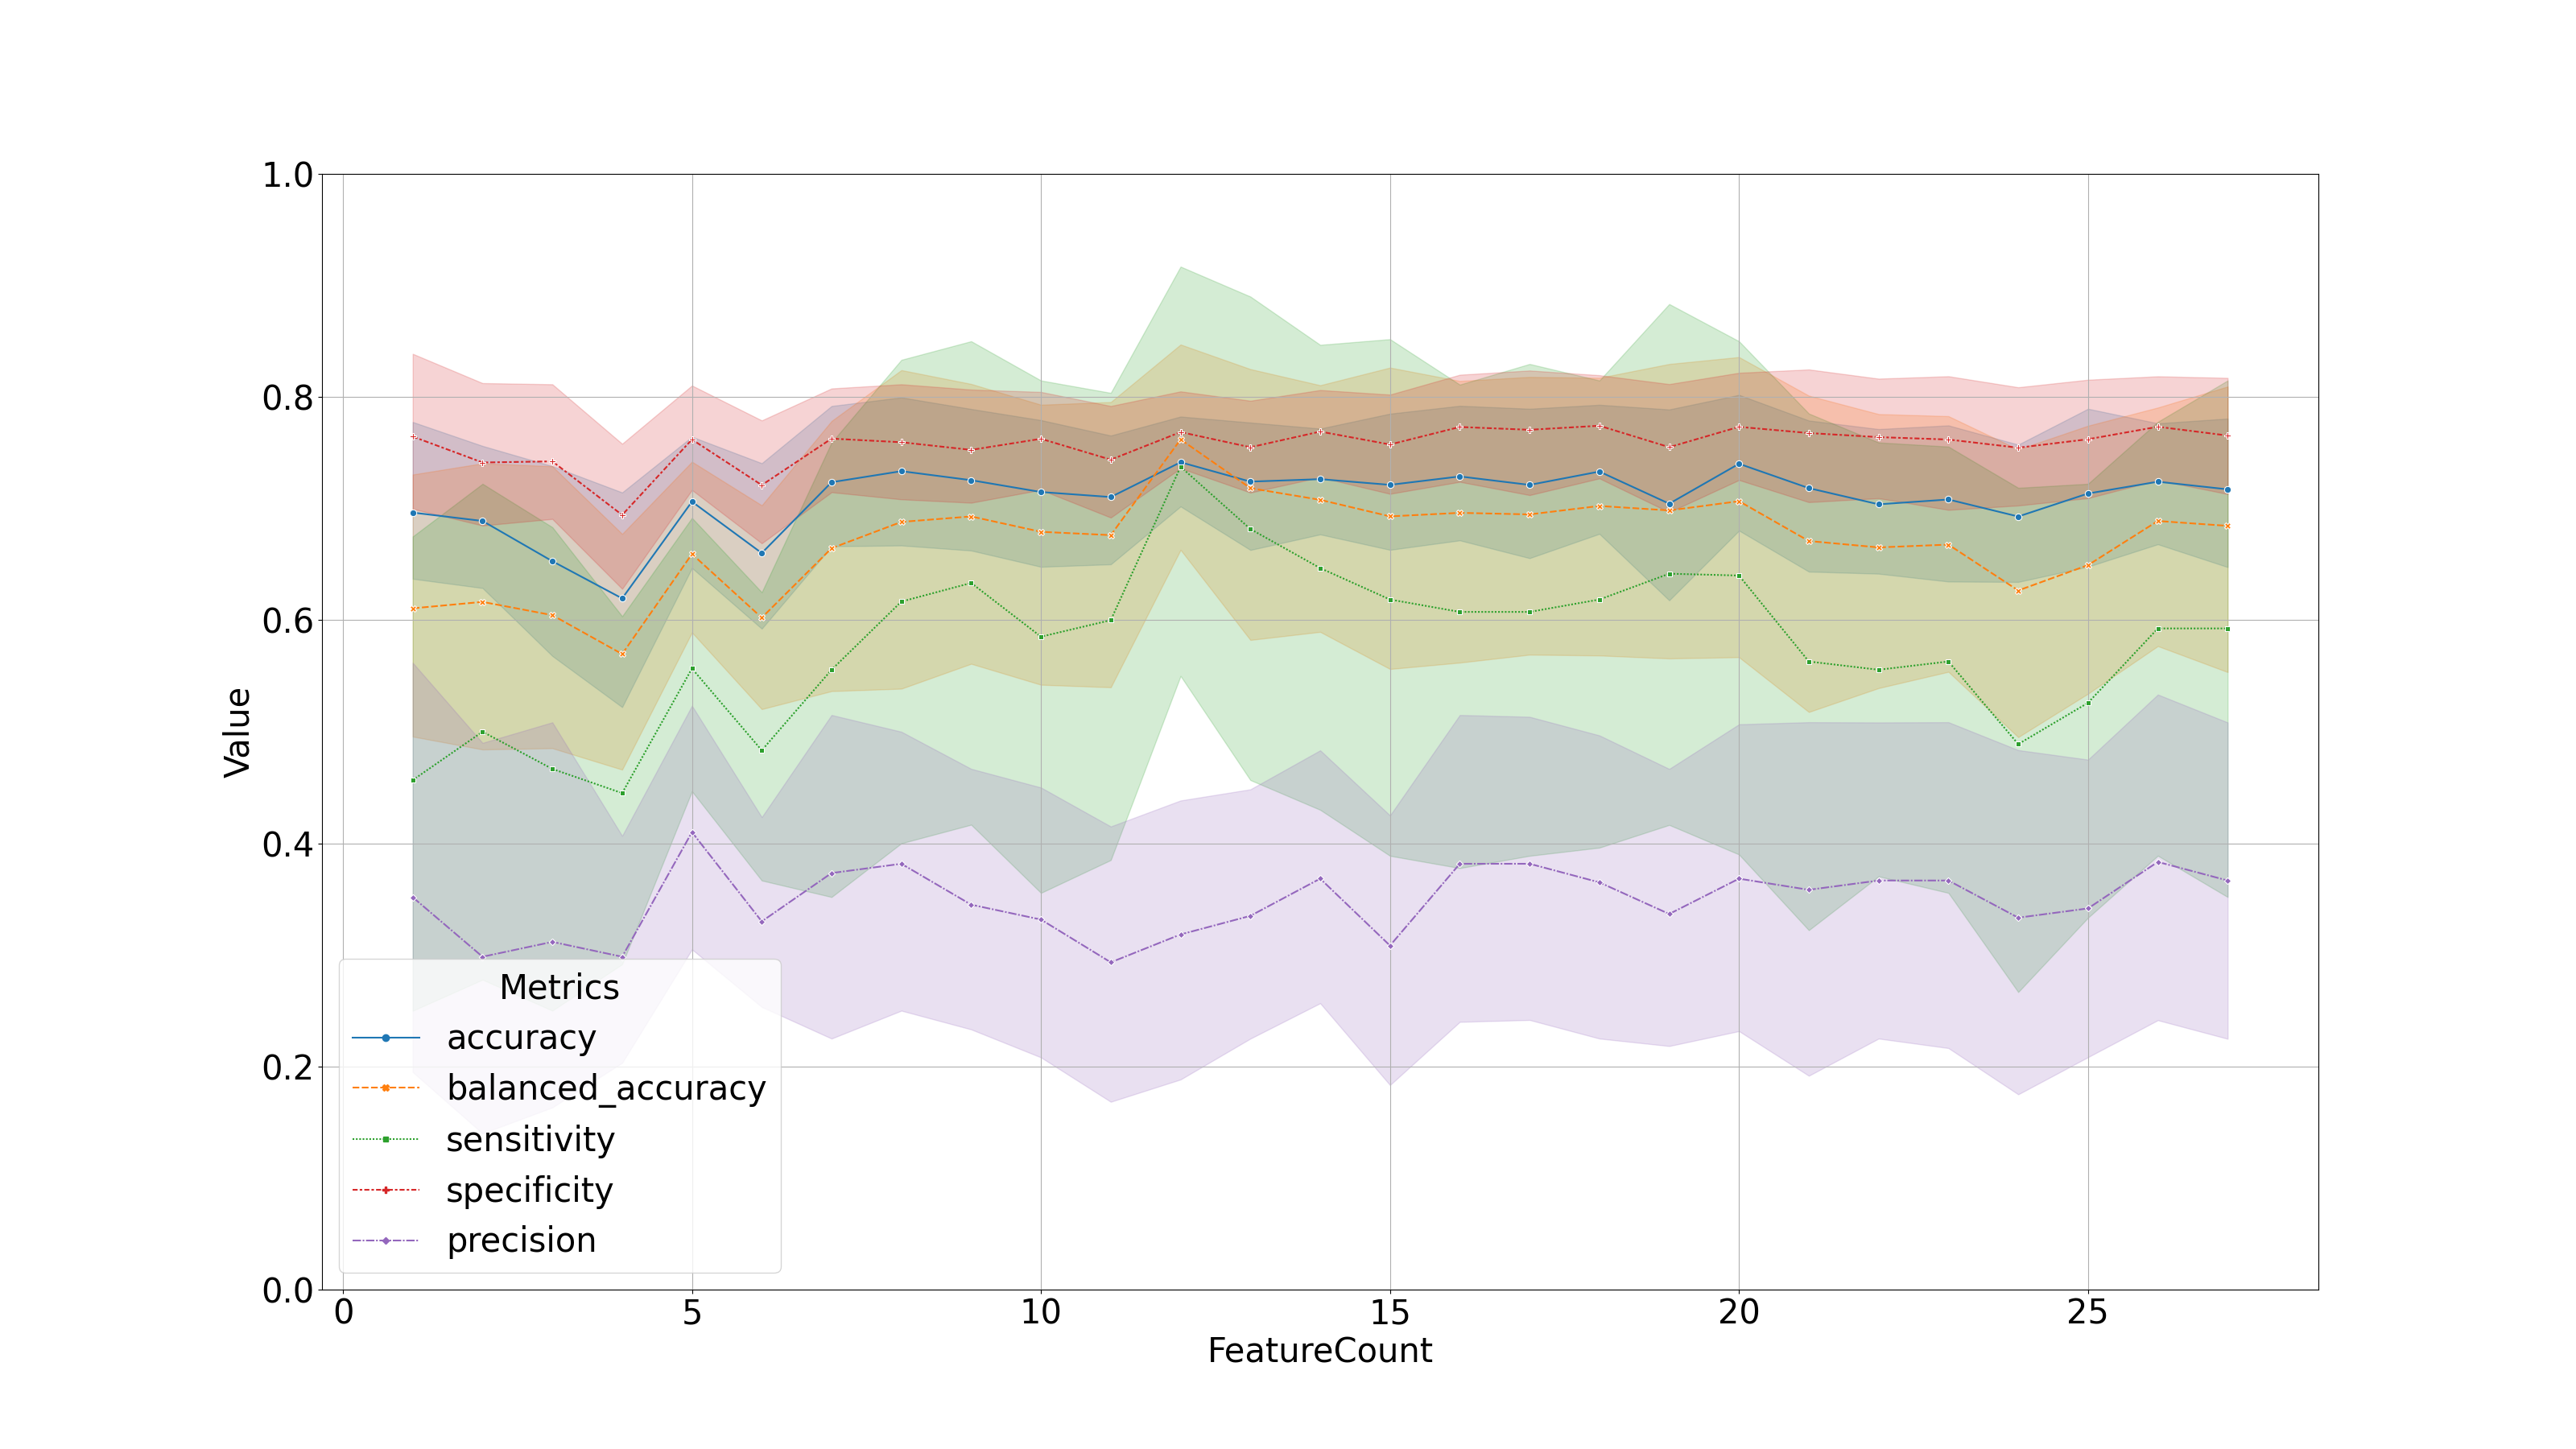 1.0
0.8
0.6
0.4
0.2
0.0
Value
Metrics
accuracy
balanced_accuracy
sensitivity
specificity
precision
0 5 10 15 20 25
FeatureCount